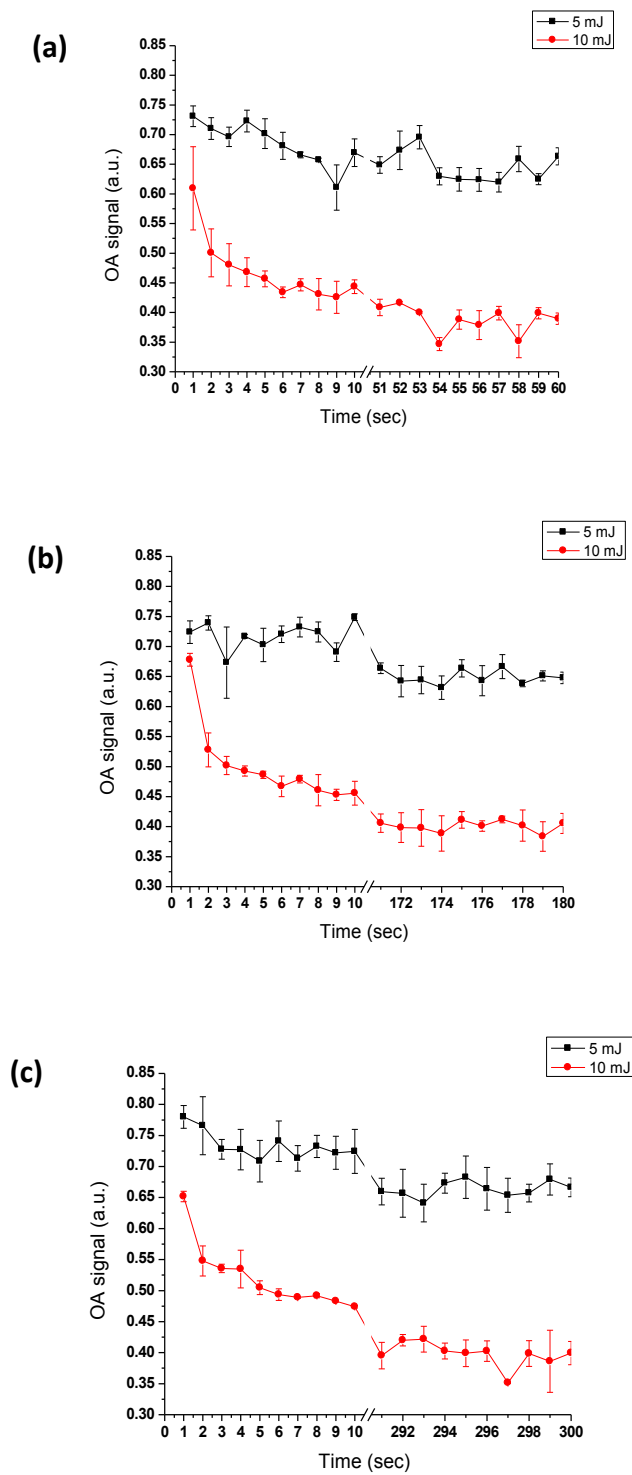 (a)
5 mJ
10 mJ
0.85
0.80
0.75
0.70
0.65
0.60
0.55
0.50
0.45
0.40
0.35
0.30
OA signal (a.u.)
0 1 2 3 4 5 6 7 8 9 10 51 52 53 54 55 56 57 58 59 60
Time (sec)
(b)
5 mJ
10 mJ
0.85
0.80
0.75
0.70
0.65
0.60
0.55
0.50
0.45
0.40
0.35
0.30
OA signal (a.u.)
0 1 2 3 4 5 6 7 8 9 10 172 174 176 178 180
Time (sec)
(c)
5 mJ
10 mJ
0.85
0.80
0.75
0.70
0.65
0.60
0.55
0.50
0.45
0.40
0.35
0.30
OA signal (a.u.)
0 1 2 3 4 5 6 7 8 9 10 292 294 296 298 300
Time (sec)